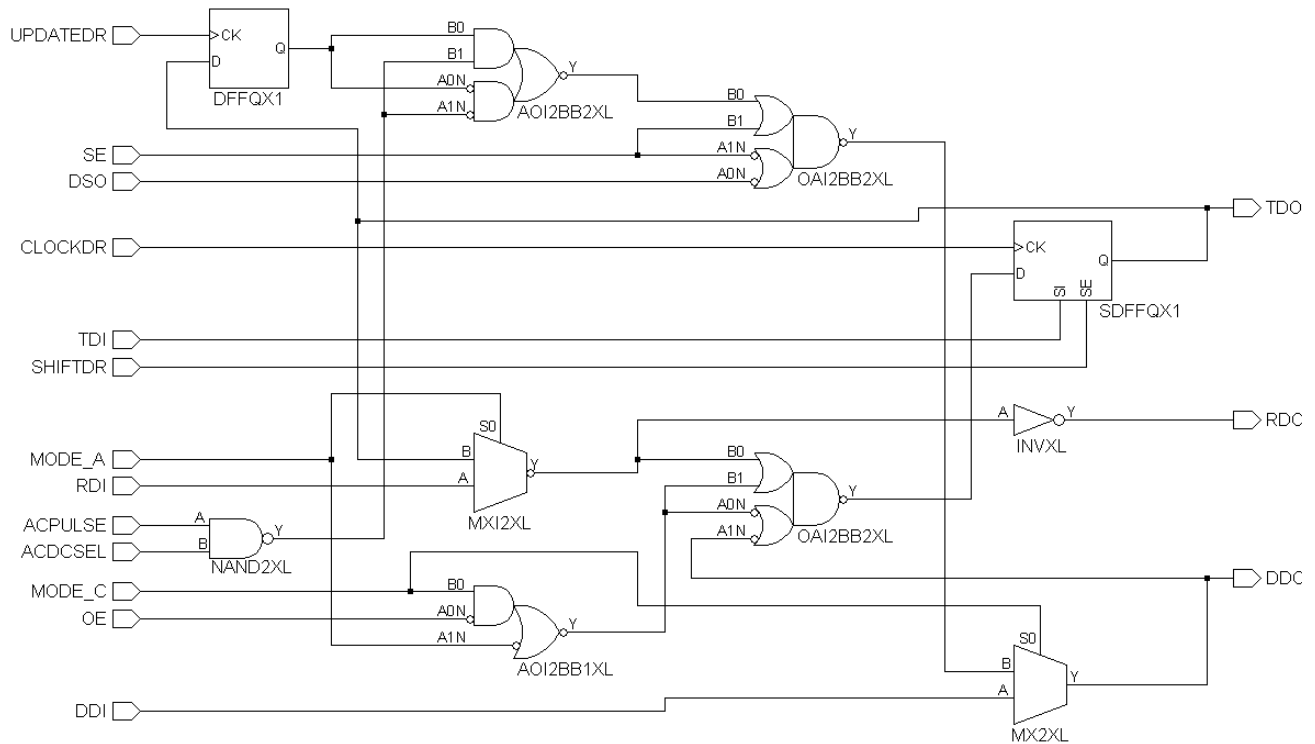 UPDATEDR
CK
Q
D
DFFQX1
B0
B1
A0N
A1N
Y
AOI2BB2XL
B0
B1
A1N
A0N
Y
OAI2BB2XL
SE
DSO
TDO
CLOCKDR
CK
Q
D
SI
SE
SDFFQX1
TDI
SHIFTDR
S0
B
A
Y
MXI2XL
A
Y
INVXL
RDO
MODE_A
RDI
B0
B1
A0N
A1N
Y
OAI2BB2XL
ACPULSE
ACDCSEL
A
B
Y
NAND2XL
MODE_C
OE
B0
A0N
A1N
Y
AOI2BB1XL
DDO
S0
B
A
Y
MX2XL
DDI